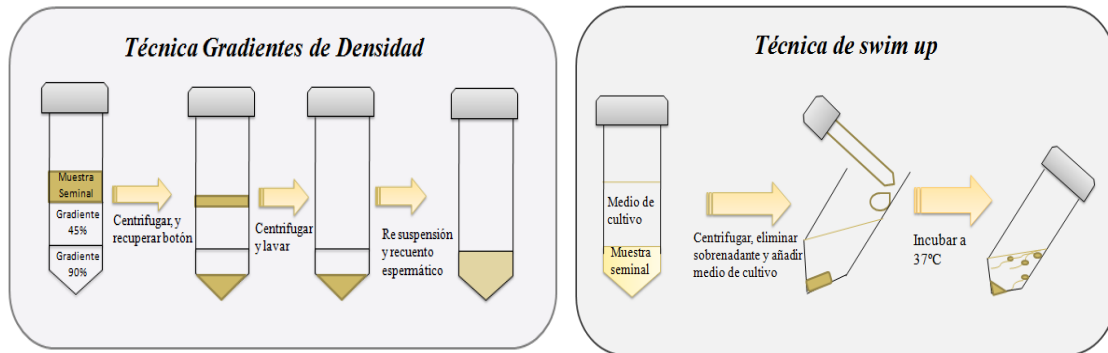 Técnica Gradientes de Densidad
Muestra
Seminal
Gradiente
45%
Gradiente
90%
Centrifugar, y
recuperar botón
Centrifugar
y lavar
Re suspensión
y recuento
espermático
Técnica de swim up
Medio de
cultivo
Muestra
seminal
Centrifugar, eliminar
sobrenadante y añadir
medio de cultivo
Incubar a
37ºC